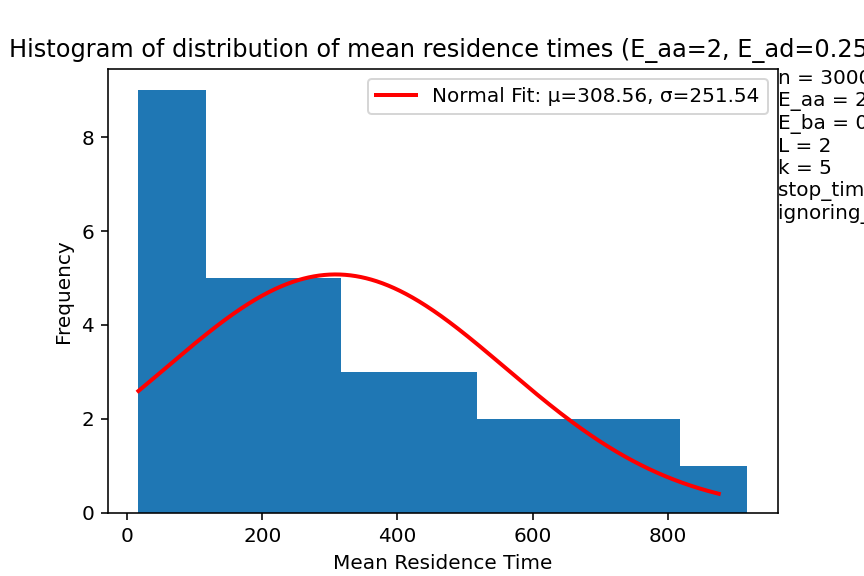 Histogram of distribution of mean residence times (E_aa=2, E_ad=0.25
Normal Fit: μ=308.56, σ=251.54
n = 3000
E_aa = 2
E_ba = 0
L = 2
k = 5
stop_tim
ignoring_
Frequency
8
6
4
2
0
0 200 400 600 800
Mean Residence Time